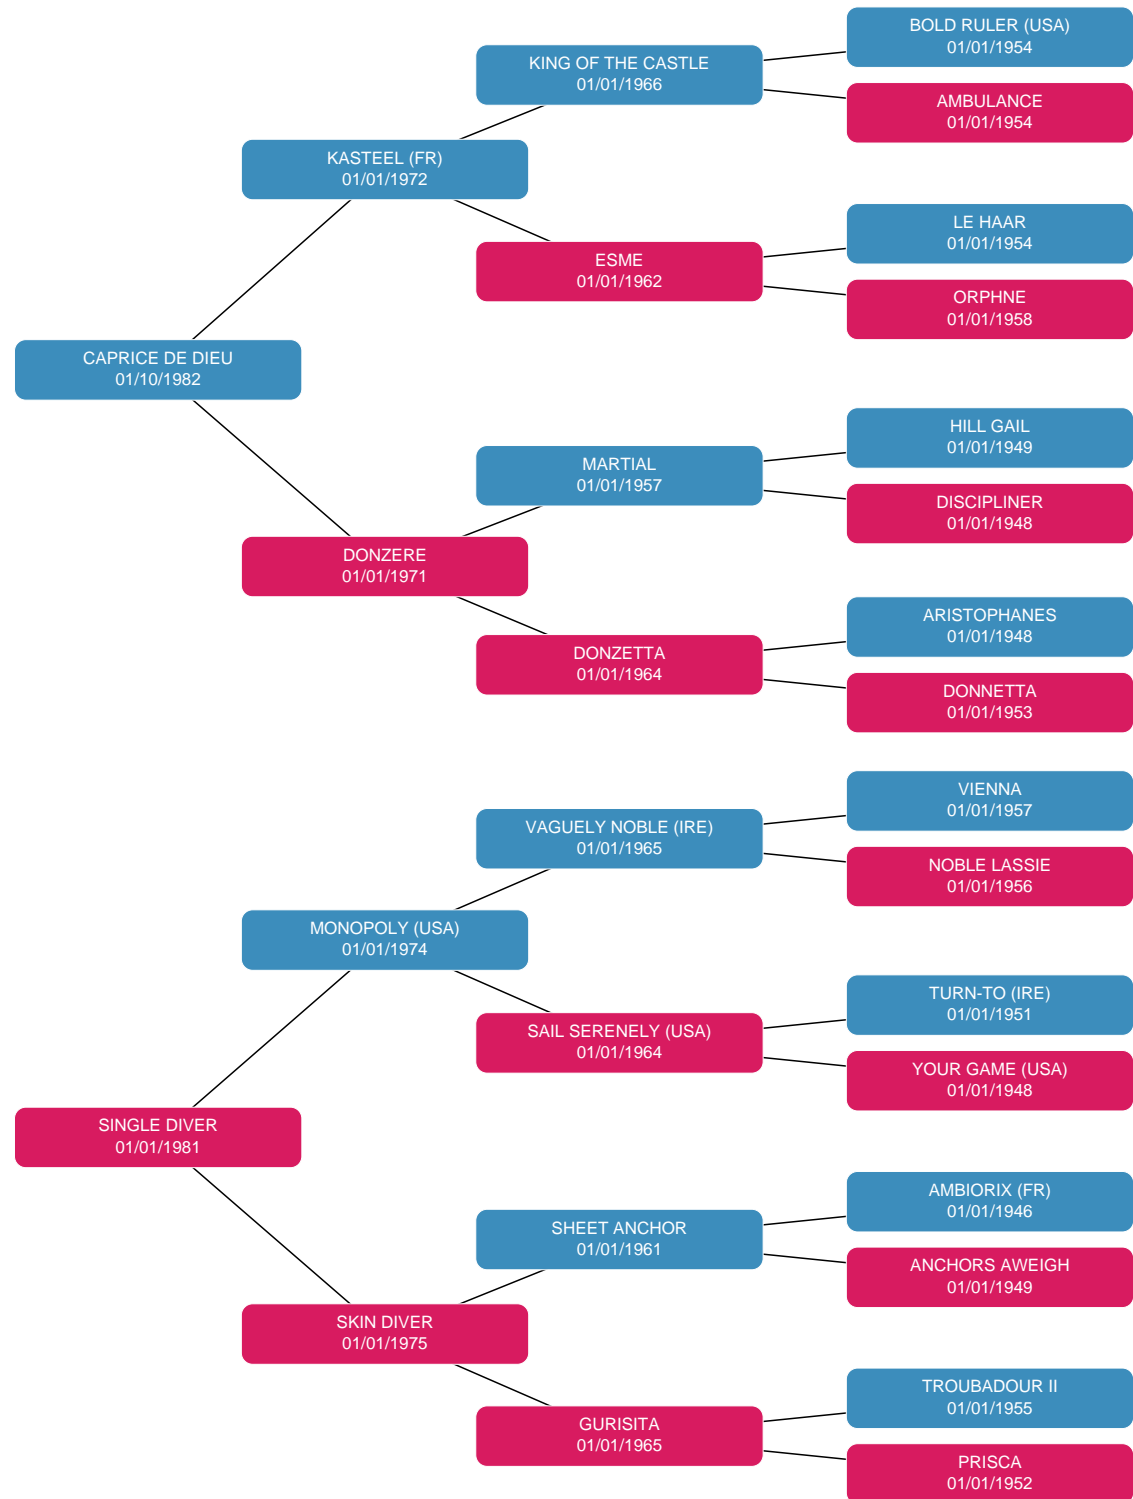 BOLD RULER (USA)
01/01/1954
KING OF THE CASTLE
01/01/1966
AMBULANCE
01/01/1954
KASTEEL (FR)
01/01/1972
LE HAAR
01/01/1954
ESME
01/01/1962
ORPHNE
01/01/1958
CAPRICE DE DIEU
01/10/1982
HILL GAIL
01/01/1949
MARTIAL
01/01/1957
DISCIPLINER
01/01/1948
DONZERE
01/01/1971
ARISTOPHANES
01/01/1948
DONZETTA
01/01/1964
DONNETTA
01/01/1953
VIENNA
01/01/1957
VAGUELY NOBLE (IRE)
01/01/1965
NOBLE LASSIE
01/01/1956
MONOPOLY (USA)
01/01/1974
TURN-TO (IRE)
01/01/1951
SAIL SERENELY (USA)
01/01/1964
YOUR GAME (USA)
01/01/1948
SINGLE DIVER
01/01/1981
AMBIORIX (FR)
01/01/1946
SHEET ANCHOR
01/01/1961
ANCHORS AWEIGH
01/01/1949
SKIN DIVER
01/01/1975
TROUBADOUR II
01/01/1955
GURISITA
01/01/1965
PRISCA
01/01/1952